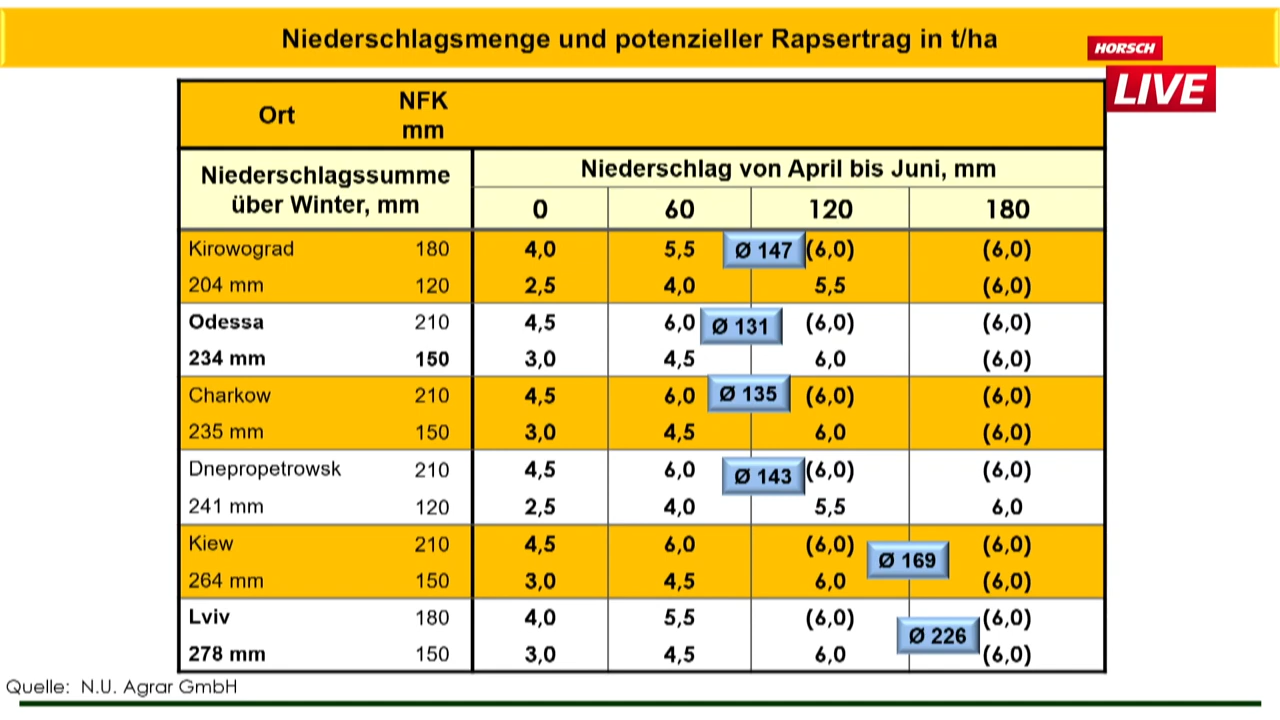 Niederschlagsmenge und potenzieller Rapsertrag in t/ha
HORSCH
LIVE
Ort NFK mm
Niederschlagssumme über Winter, mm
Niederschlag von April bis Juni, mm
0 60 120 180
Kirowograd 180 4,0 5,5 Ø 147 (6,0) (6,0)
204 mm 120 2,5 4,0 5,5 (6,0)
Odessa 210 4,5 6,0 Ø 131 (6,0) (6,0)
234 mm 150 3,0 4,5 6,0 (6,0)
Charkow 210 4,5 6,0 Ø 135 (6,0) (6,0)
235 mm 150 3,0 4,5 6,0 (6,0)
Dnepropetrowsk 210 4,5 6,0 Ø 143 (6,0) (6,0)
241 mm 120 2,5 4,0 5,5 6,0
Kiew 210 4,5 6,0 (6,0) Ø 169 (6,0)
264 mm 150 3,0 4,5 6,0 (6,0)
Lviv 180 4,0 5,5 (6,0) Ø 226 (6,0)
278 mm 150 3,0 4,5 6,0 (6,0)
Quelle: N.U. Agrar GmbH